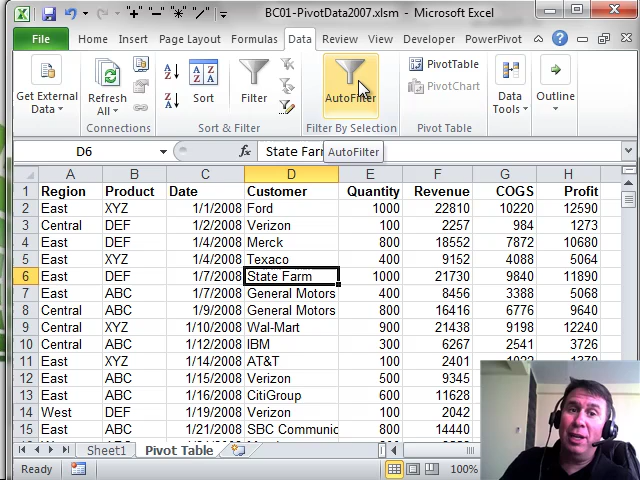 BC01-PivotData2007.xlsm - Microsoft Excel
File Home Insert Page Layout Formulas Data Review View Developer PowerPivot
Get External Data
Refresh All
Connections
Sort
Filter
Sort & Filter
AutoFilter
Filter By Selection
PivotTable
PivotChart
Pivot Table
Data Tools
Outline
D6 fx State Farm
AutoFilter
A B C D E F G H
1 Region Product Date Customer Quantity Revenue COGS Profit
2 East XYZ 1/1/2008 Ford 1000 22810 10220 12590
3 Central DEF 1/2/2008 Verizon 100 2257 984 1273
4 East DEF 1/4/2008 Merck 800 18552 7872 10680
5 East XYZ 1/4/2008 Texaco 400 9152 4088 5064
6 East DEF 1/7/2008 State Farm 1000 21730 9840 11890
7 East ABC 1/7/2008 General Motors 400 8456 3388 5068
8 Central ABC 1/9/2008 General Motors 800 16416 6776 9640
9 Central XYZ 1/10/2008 Wal-Mart 900 21438 9198 12240
10 Central ABC 1/12/2008 IBM 300 6267 2541 3726
11 East XYZ 1/14/2008 AT&T 100 2401
12 East ABC 1/15/2008 Verizon 500 9345
13 East ABC 1/16/2008 CitiGroup 600 11628
14 West DEF 1/19/2008 Verizon 100 2042
15 East ABC 1/21/2008 SBC Communic 800 14440
Sheet1 Pivot Table
Ready 100%